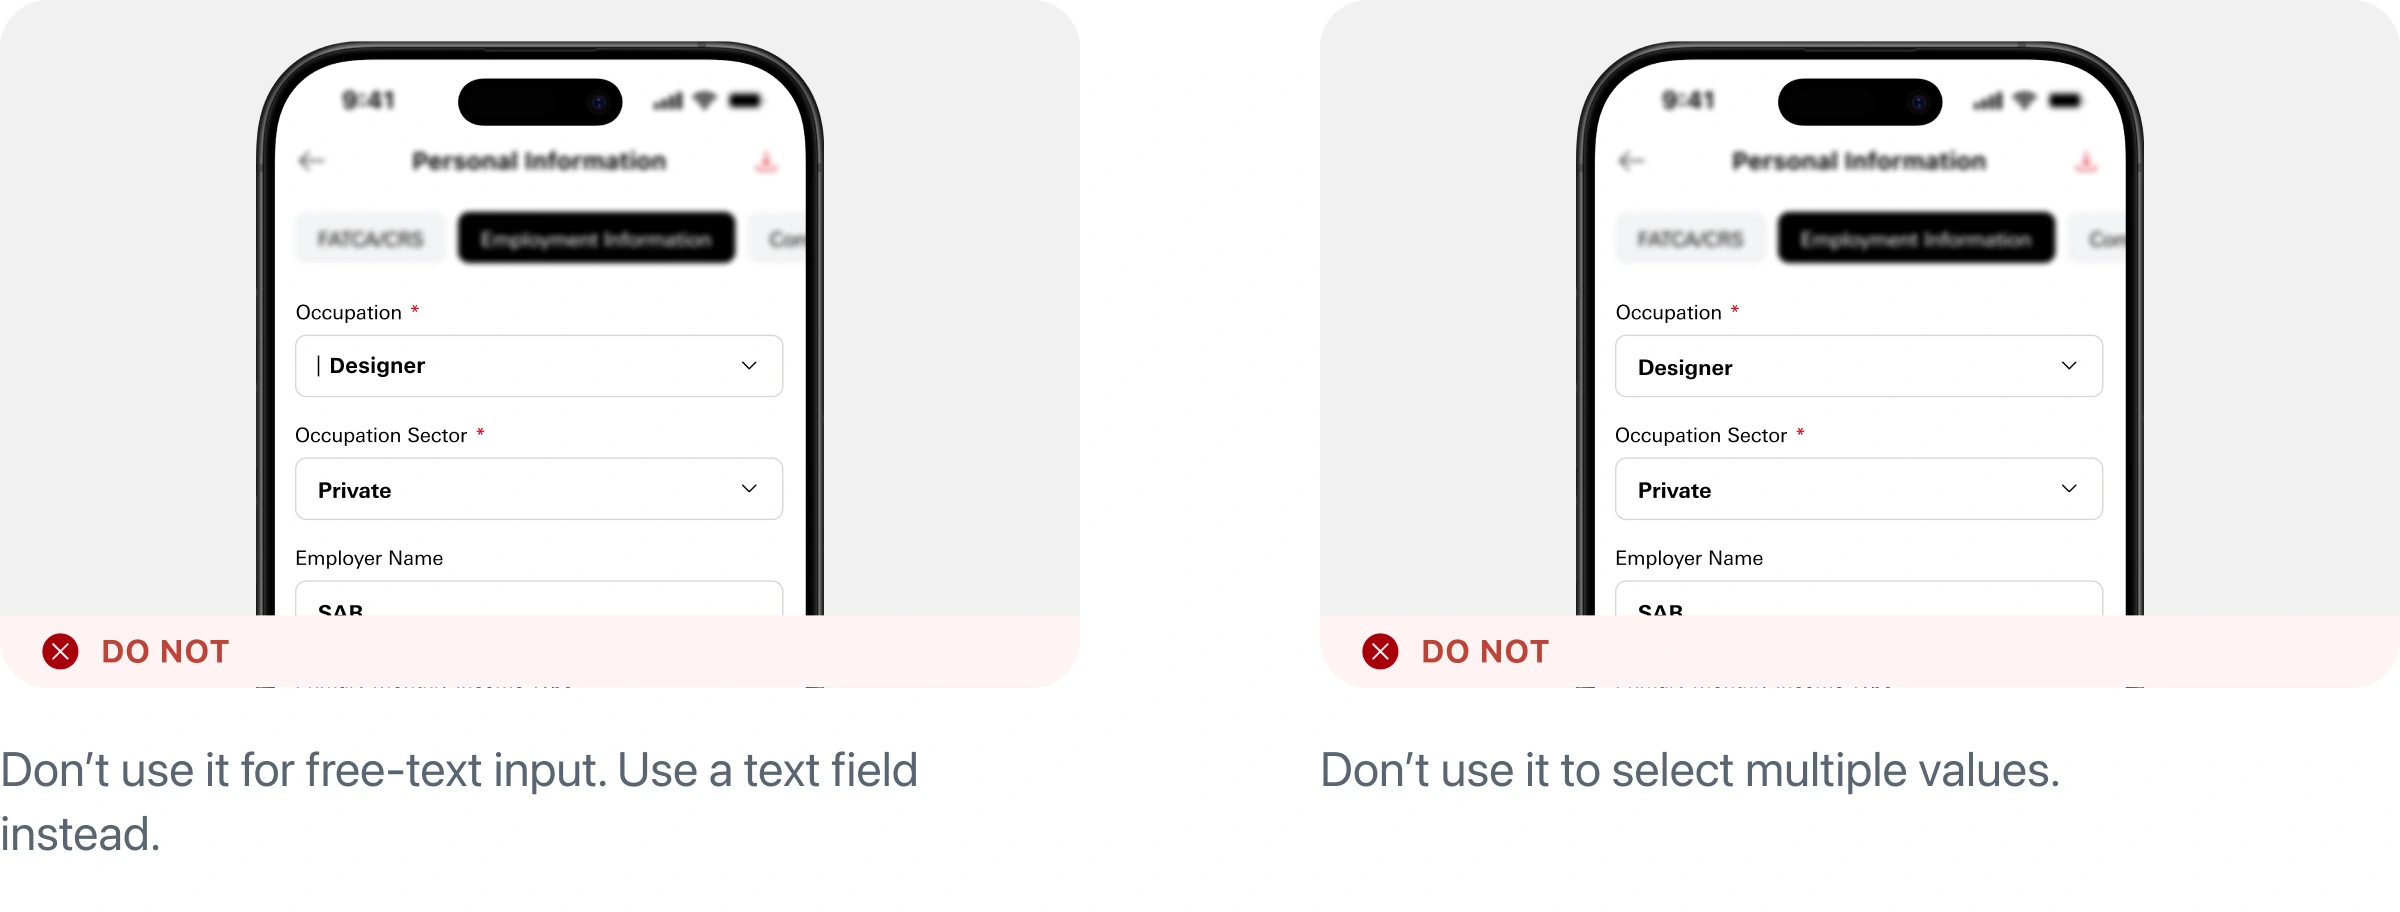 9:41
Personal Information
FATCA/CRS
Employment Information
Con
Occupation *
Designer
Occupation Sector *
Private
Employer Name
SAB
DO NOT
Don’t use it for free-text input. Use a text field
instead.
9:41
Personal Information
FATCA/CRS
Employment Information
Con
Occupation *
Designer
Occupation Sector *
Private
Employer Name
SAB
DO NOT
Don’t use it to select multiple values.